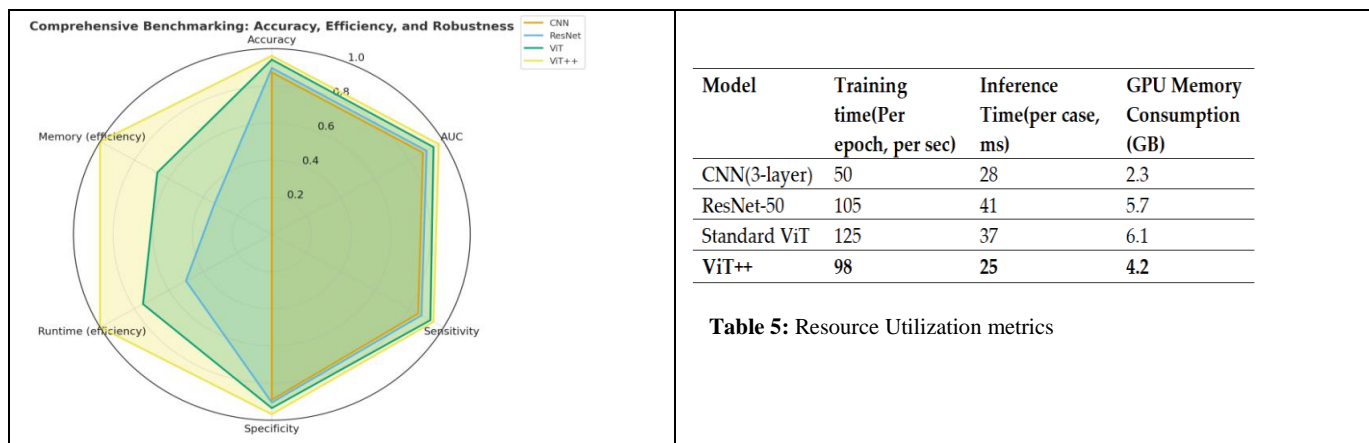 Comprehensive Benchmarking: Accuracy, Efficiency, and Robustness
CNN
ResNet
ViT
ViT++
Accuracy
1.0
0.8
Memory (efficiency)
AUC
0.6
0.4
0.2
Runtime (efficiency)
Sensitivity
Specificity
Model Training time(Per epoch, per sec) Inference Time(per case, ms) GPU Memory Consumption (GB)
CNN(3-layer) 50 28 2.3
ResNet-50 105 41 5.7
Standard ViT 125 37 6.1
ViT++ 98 25 4.2
Table 5: Resource Utilization metrics